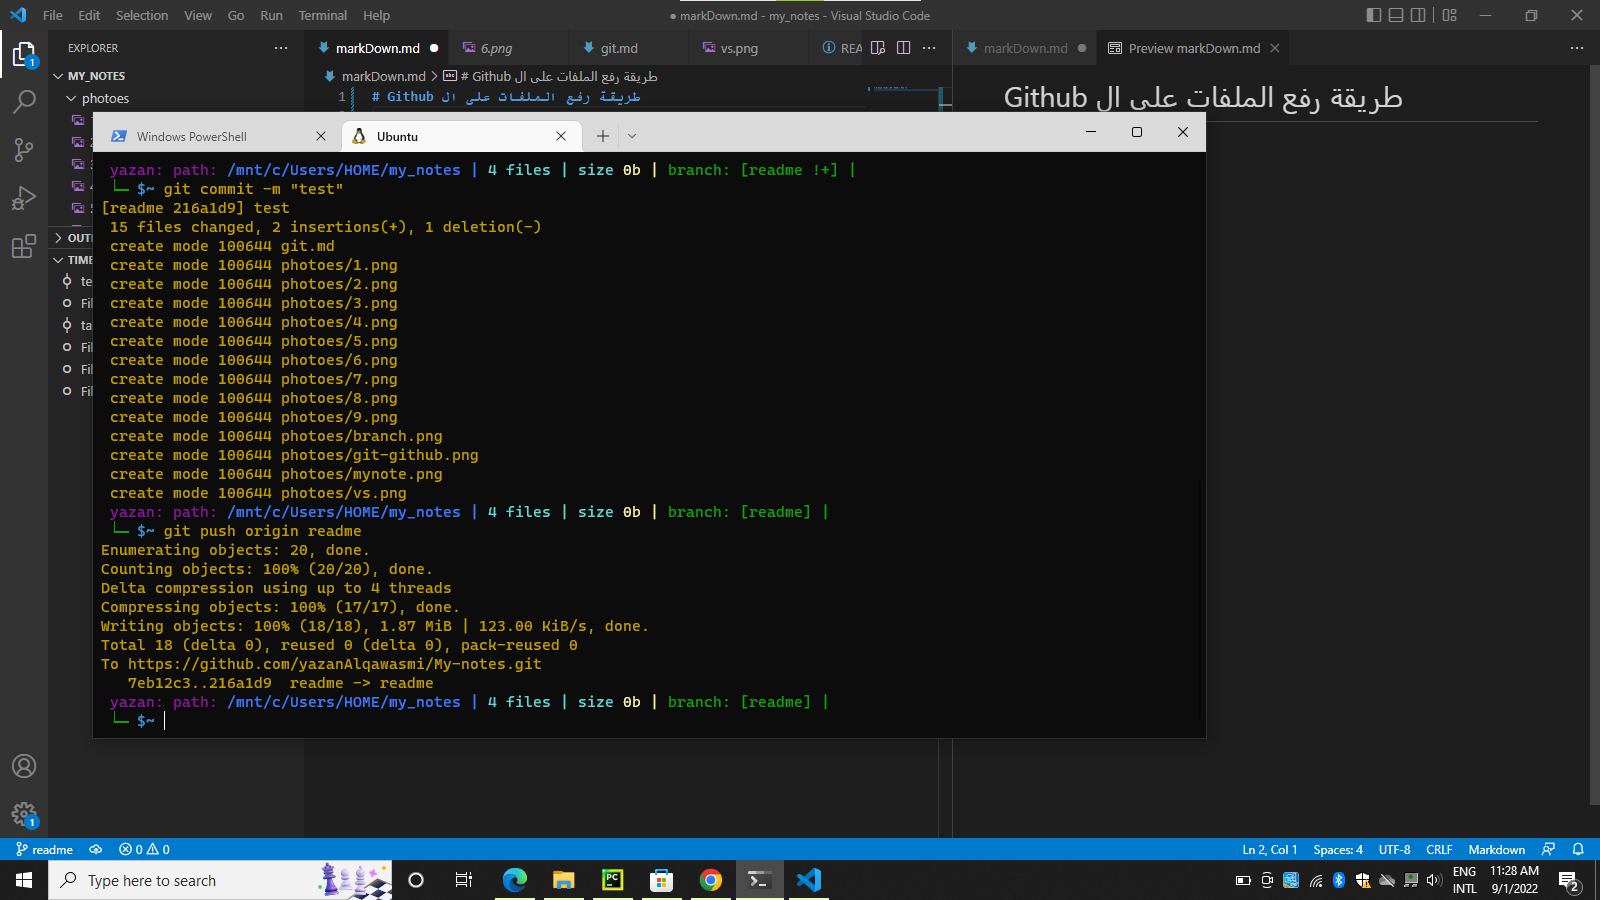 File Edit Selection View Go Run Terminal Help
● markDown.md - my_notes - Visual Studio Code
EXPLORER
markDown.md 6.png git.md vs.png REA
markDown.md Preview markDown.md
MY_NOTES
markDown.md > # Github طريقة رفع الملفات على ال
photoes
1 # Github طريقة رفع الملفات على ال
طريقة رفع الملفات على ال Github
OUT
TIME
te
Fil
ta
Fil
Fil
Fil
Windows PowerShell
Ubuntu
yazan: path: /mnt/c/Users/HOME/my_notes | 4 files | size 0b | branch: [readme !+] |
└─ $~ git commit -m "test"
[readme 216a1d9] test
15 files changed, 2 insertions(+), 1 deletion(-)
create mode 100644 git.md
create mode 100644 photoes/1.png
create mode 100644 photoes/2.png
create mode 100644 photoes/3.png
create mode 100644 photoes/4.png
create mode 100644 photoes/5.png
create mode 100644 photoes/6.png
create mode 100644 photoes/7.png
create mode 100644 photoes/8.png
create mode 100644 photoes/9.png
create mode 100644 photoes/branch.png
create mode 100644 photoes/git-github.png
create mode 100644 photoes/mynote.png
create mode 100644 photoes/vs.png
yazan: path: /mnt/c/Users/HOME/my_notes | 4 files | size 0b | branch: [readme] |
└─ $~ git push origin readme
Enumerating objects: 20, done.
Counting objects: 100% (20/20), done.
Delta compression using up to 4 threads
Compressing objects: 100% (17/17), done.
Writing objects: 100% (18/18), 1.87 MiB | 123.00 KiB/s, done.
Total 18 (delta 0), reused 0 (delta 0), pack-reused 0
To https://github.com/yazanAlqawasmi/My-notes.git
7eb12c3..216a1d9 readme -> readme
yazan: path: /mnt/c/Users/HOME/my_notes | 4 files | size 0b | branch: [readme] |
└─ $~
readme 0 0
Ln 2, Col 1 Spaces: 4 UTF-8 CRLF Markdown
Type here to search
ENG
INTL
11:28 AM
9/1/2022
2